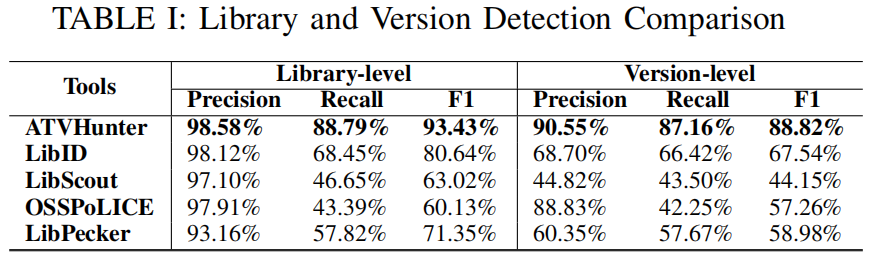 TABLE I: Library and Version Detection Comparison
Tools Library-level Version-level
Precision Recall F1 Precision Recall F1
ATVHunter 98.58% 88.79% 93.43% 90.55% 87.16% 88.82%
LibID 98.12% 68.45% 80.64% 68.70% 66.42% 67.54%
LibScout 97.10% 46.65% 63.02% 44.82% 43.50% 44.15%
OSSPoLICE 97.91% 43.39% 60.13% 88.83% 42.25% 57.26%
LibPecker 93.16% 57.82% 71.35% 60.35% 57.67% 58.98%